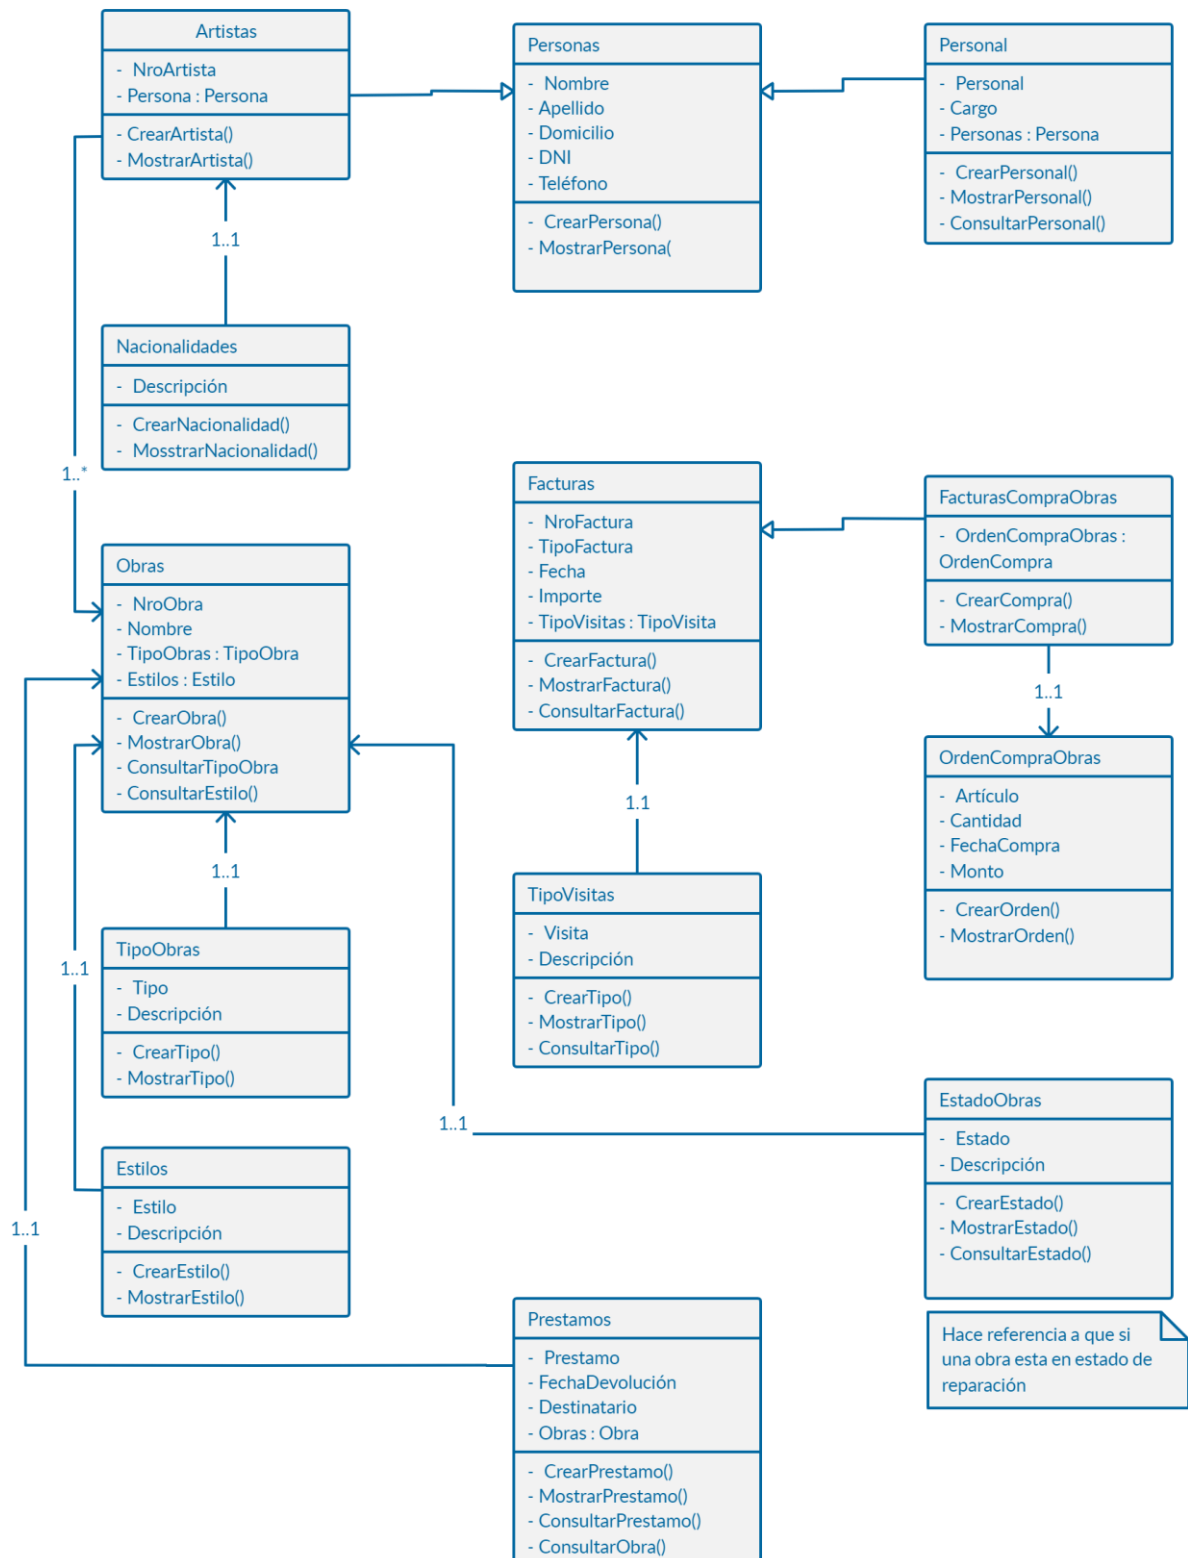 Artistas
- NroArtista
- Persona : Persona
- CrearArtista()
- MostrarArtista()
Personas
- Nombre
- Apellido
- Domicilio
- DNI
- Teléfono
- CrearPersona()
- MostrarPersona(
Personal
- Personal
- Cargo
- Personas : Persona
- CrearPersonal()
- MostrarPersonal()
- ConsultarPersonal()
1..1
Nacionalidades
- Descripción
- CrearNacionalidad()
- MosstrarNacionalidad()
1..*
Facturas
- NroFactura
- TipoFactura
- Fecha
- Importe
- TipoVisitas : TipoVisita
- CrearFactura()
- MostrarFactura()
- ConsultarFactura()
FacturasCompraObras
- OrdenCompraObras :
OrdenCompra
- CrearCompra()
- MostrarCompra()
1..1
Obras
- NroObra
- Nombre
- TipoObras : TipoObra
- Estilos : Estilo
- CrearObra()
- MostrarObra()
- ConsultarTipoObra
- ConsultarEstilo()
1..1
1.1
OrdenCompraObras
- Artículo
- Cantidad
- FechaCompra
- Monto
- CrearOrden()
- MostrarOrden()
TipoObras
- Tipo
- Descripción
- CrearTipo()
- MostrarTipo()
1..1
TipoVisitas
- Visita
- Descripción
- CrearTipo()
- MostrarTipo()
- ConsultarTipo()
1..1
EstadoObras
- Estado
- Descripción
- CrearEstado()
- MostrarEstado()
- ConsultarEstado()
Estilos
- Estilo
- Descripción
- CrearEstilo()
- MostrarEstilo()
1..1
Prestamos
- Prestamo
- FechaDevolución
- Destinatario
- Obras : Obra
- CrearPrestamo()
- MostrarPrestamo()
- ConsultarPrestamo()
- ConsultarObra()
Hace referencia a que si
una obra esta en estado de
reparación